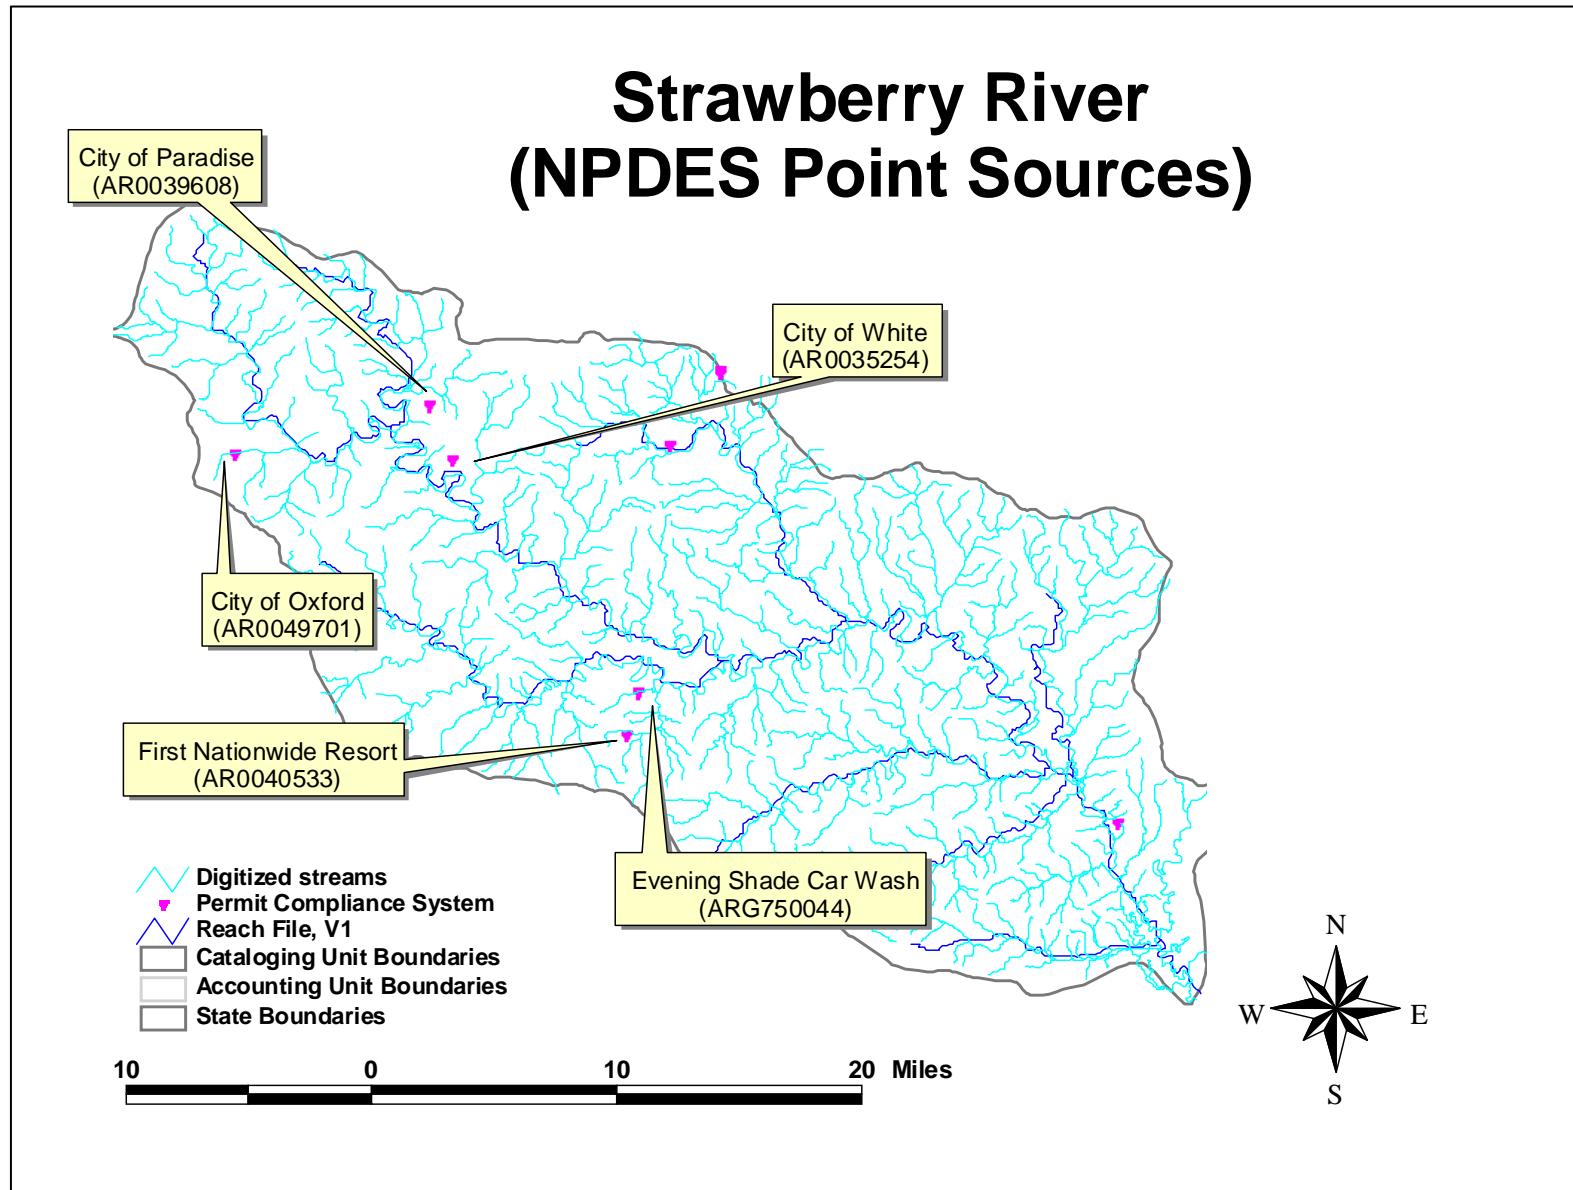 Strawberry River
(NPDES Point Sources)
City of Paradise
(AR0039608)
City of White
(AR0035254)
City of Oxford
(AR0049701)
First Nationwide Resort
(AR0040533)
Evening Shade Car Wash
(ARG750044)
Digitized streams
Permit Compliance System
Reach File, V1
Cataloging Unit Boundaries
Accounting Unit Boundaries
State Boundaries
10 0 10 20 Miles
N
W E
S